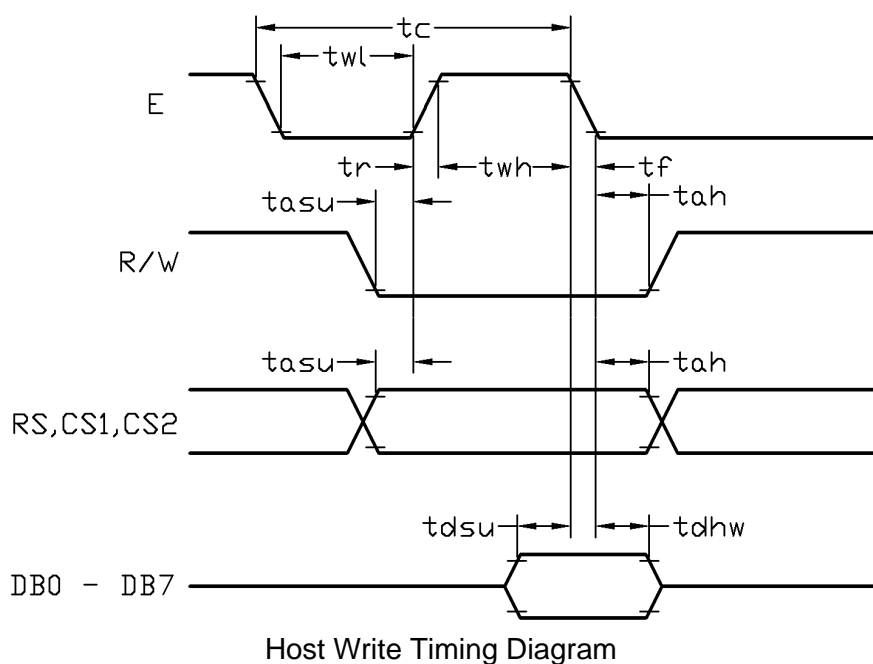 tc
twl
E
tr
twh
tf
tasu
tah
R/W
tasu
tah
RS,CS1,CS2
tdsu
tdhw
DB0 - DB7
Host Write Timing Diagram